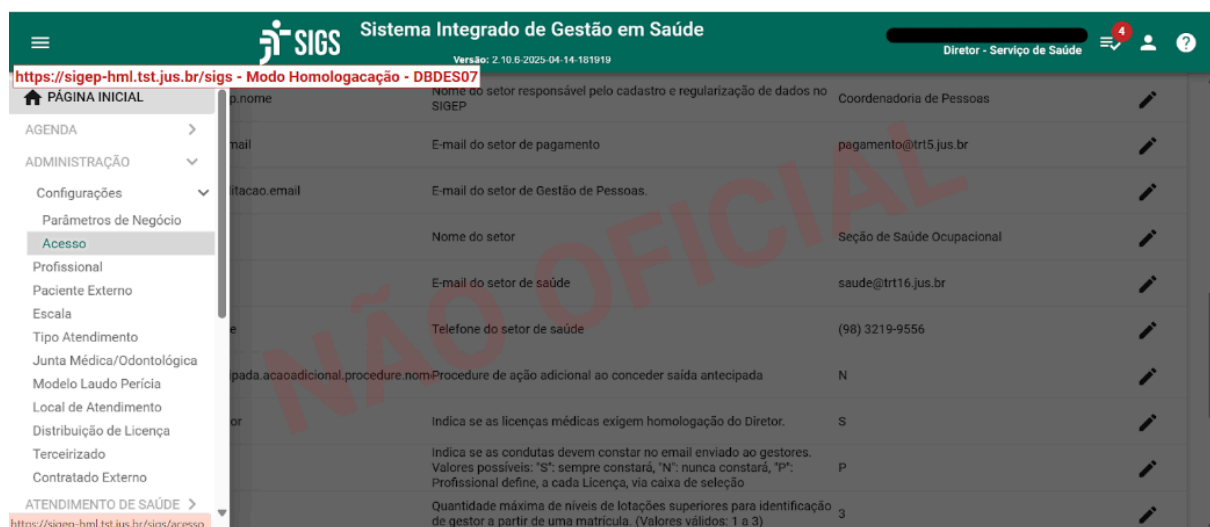 SIGS
Sistema Integrado de Gestão em Saúde
Versão: 2.10.6-2025-04-14-181919
Diretor - Serviço de Saúde
4
?
https://sigep-hml.tst.jus.br/sigs - Modo Homologacação - DBDES07
PÁGINA INICIAL
AGENDA
ADMINISTRAÇÃO
Configurações
Parâmetros de Negócio
Acesso
Profissional
Paciente Externo
Escala
Tipo Atendimento
Junta Médica/Odontológica
Modelo Laudo Perícia
Local de Atendimento
Distribuição de Licença
Terceirizado
Contratado Externo
ATENDIMENTO DE SAÚDE
https://sigep-hml.tst.jus.br/sigs/acesso
p.nome
Nome do setor responsável pelo cadastro e regularização de dados no
SIGEP
Coordenadoria de Pessoas
mail
E-mail do setor de pagamento
pagamento@trt5.jus.br
itacao.email
E-mail do setor de Gestão de Pessoas.
Nome do setor
Seção de Saúde Ocupacional
E-mail do setor de saúde
saude@trt16.jus.br
e
Telefone do setor de saúde
(98) 3219-9556
ipada.acaoadicional.procedure.nom
Procedure de ação adicional ao conceder saída antecipada
N
or
Indica se as licenças médicas exigem homologação do Diretor.
S
Indica se as condutas devem constar no email enviado ao gestores.
Valores possíveis: "S": sempre constará, "N": nunca constará, "P":
Profissional define, a cada Licença, via caixa de seleção
P
Quantidade máxima de níveis de lotações superiores para identificação
de gestor a partir de uma matrícula. (Valores válidos: 1 a 3)
3
NÃO OFICIAL